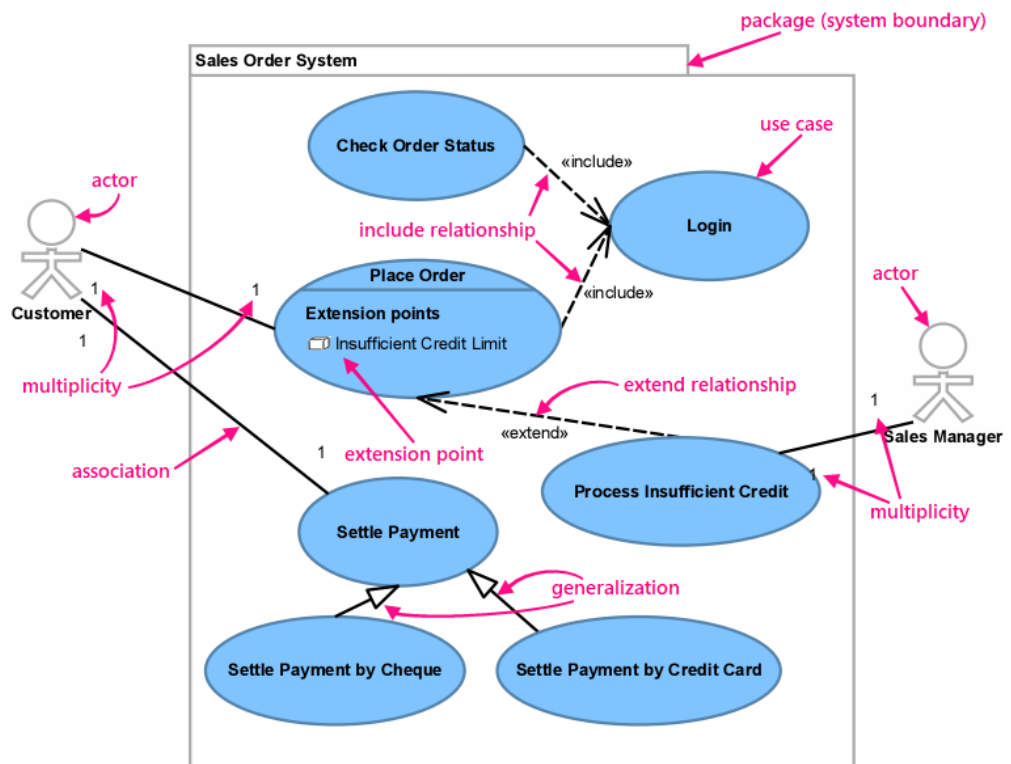 package (system boundary)
Sales Order System
use case
Check Order Status
«include»
actor
Login
include relationship
Place Order
actor
Customer
1
1
«include»
Extension points
Insufficient Credit Limit
1
multiplicity
extend relationship
1
«extend»
Sales Manager
association
1
extension point
1
Process Insufficient Credit
multiplicity
Settle Payment
generalization
Settle Payment by Cheque
Settle Payment by Credit Card